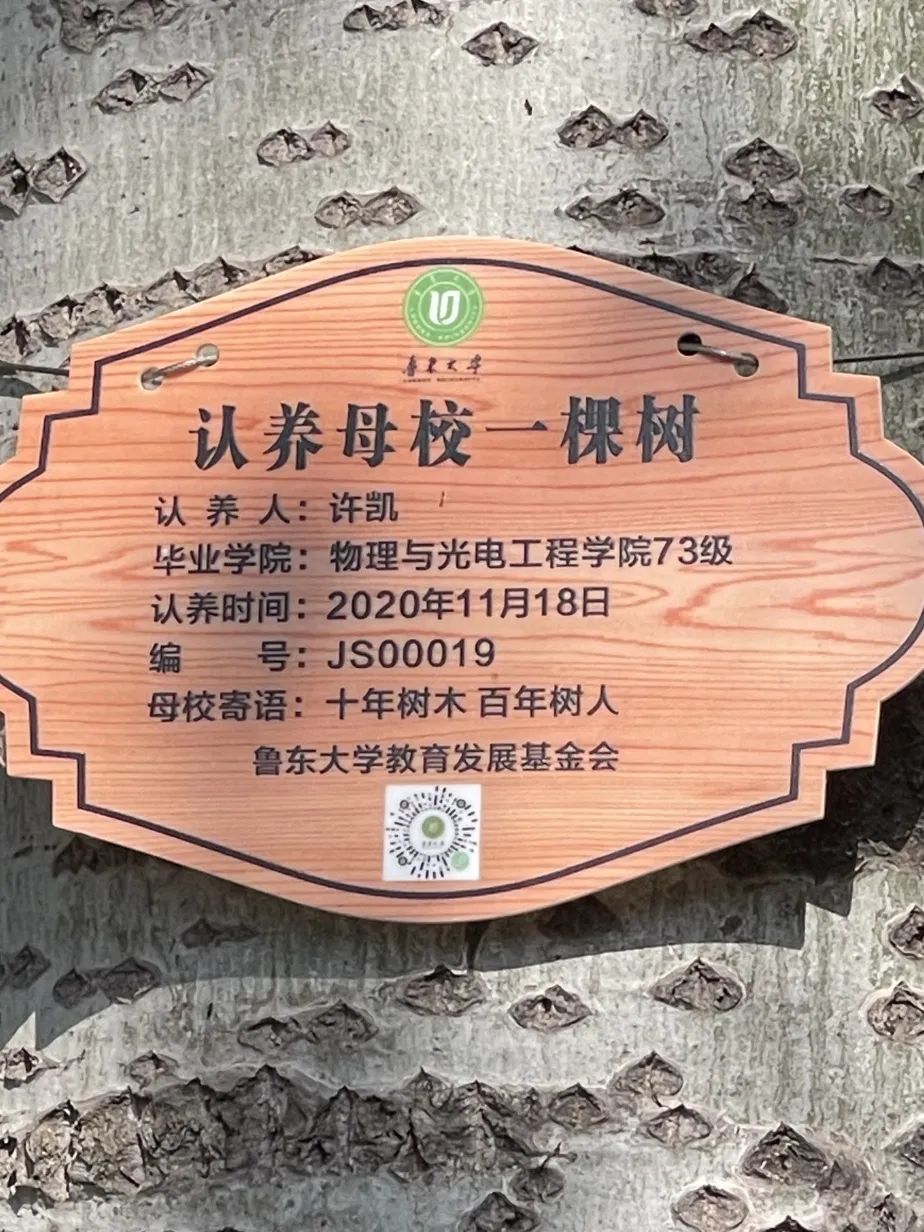 鲁东大学
认养母校一棵树
认 养 人：许凯
毕业学院：物理与光电工程学院73级
认养时间：2020年11月18日
编 号：JS00019
母校寄语：十年树木 百年树人
鲁东大学教育发展基金会